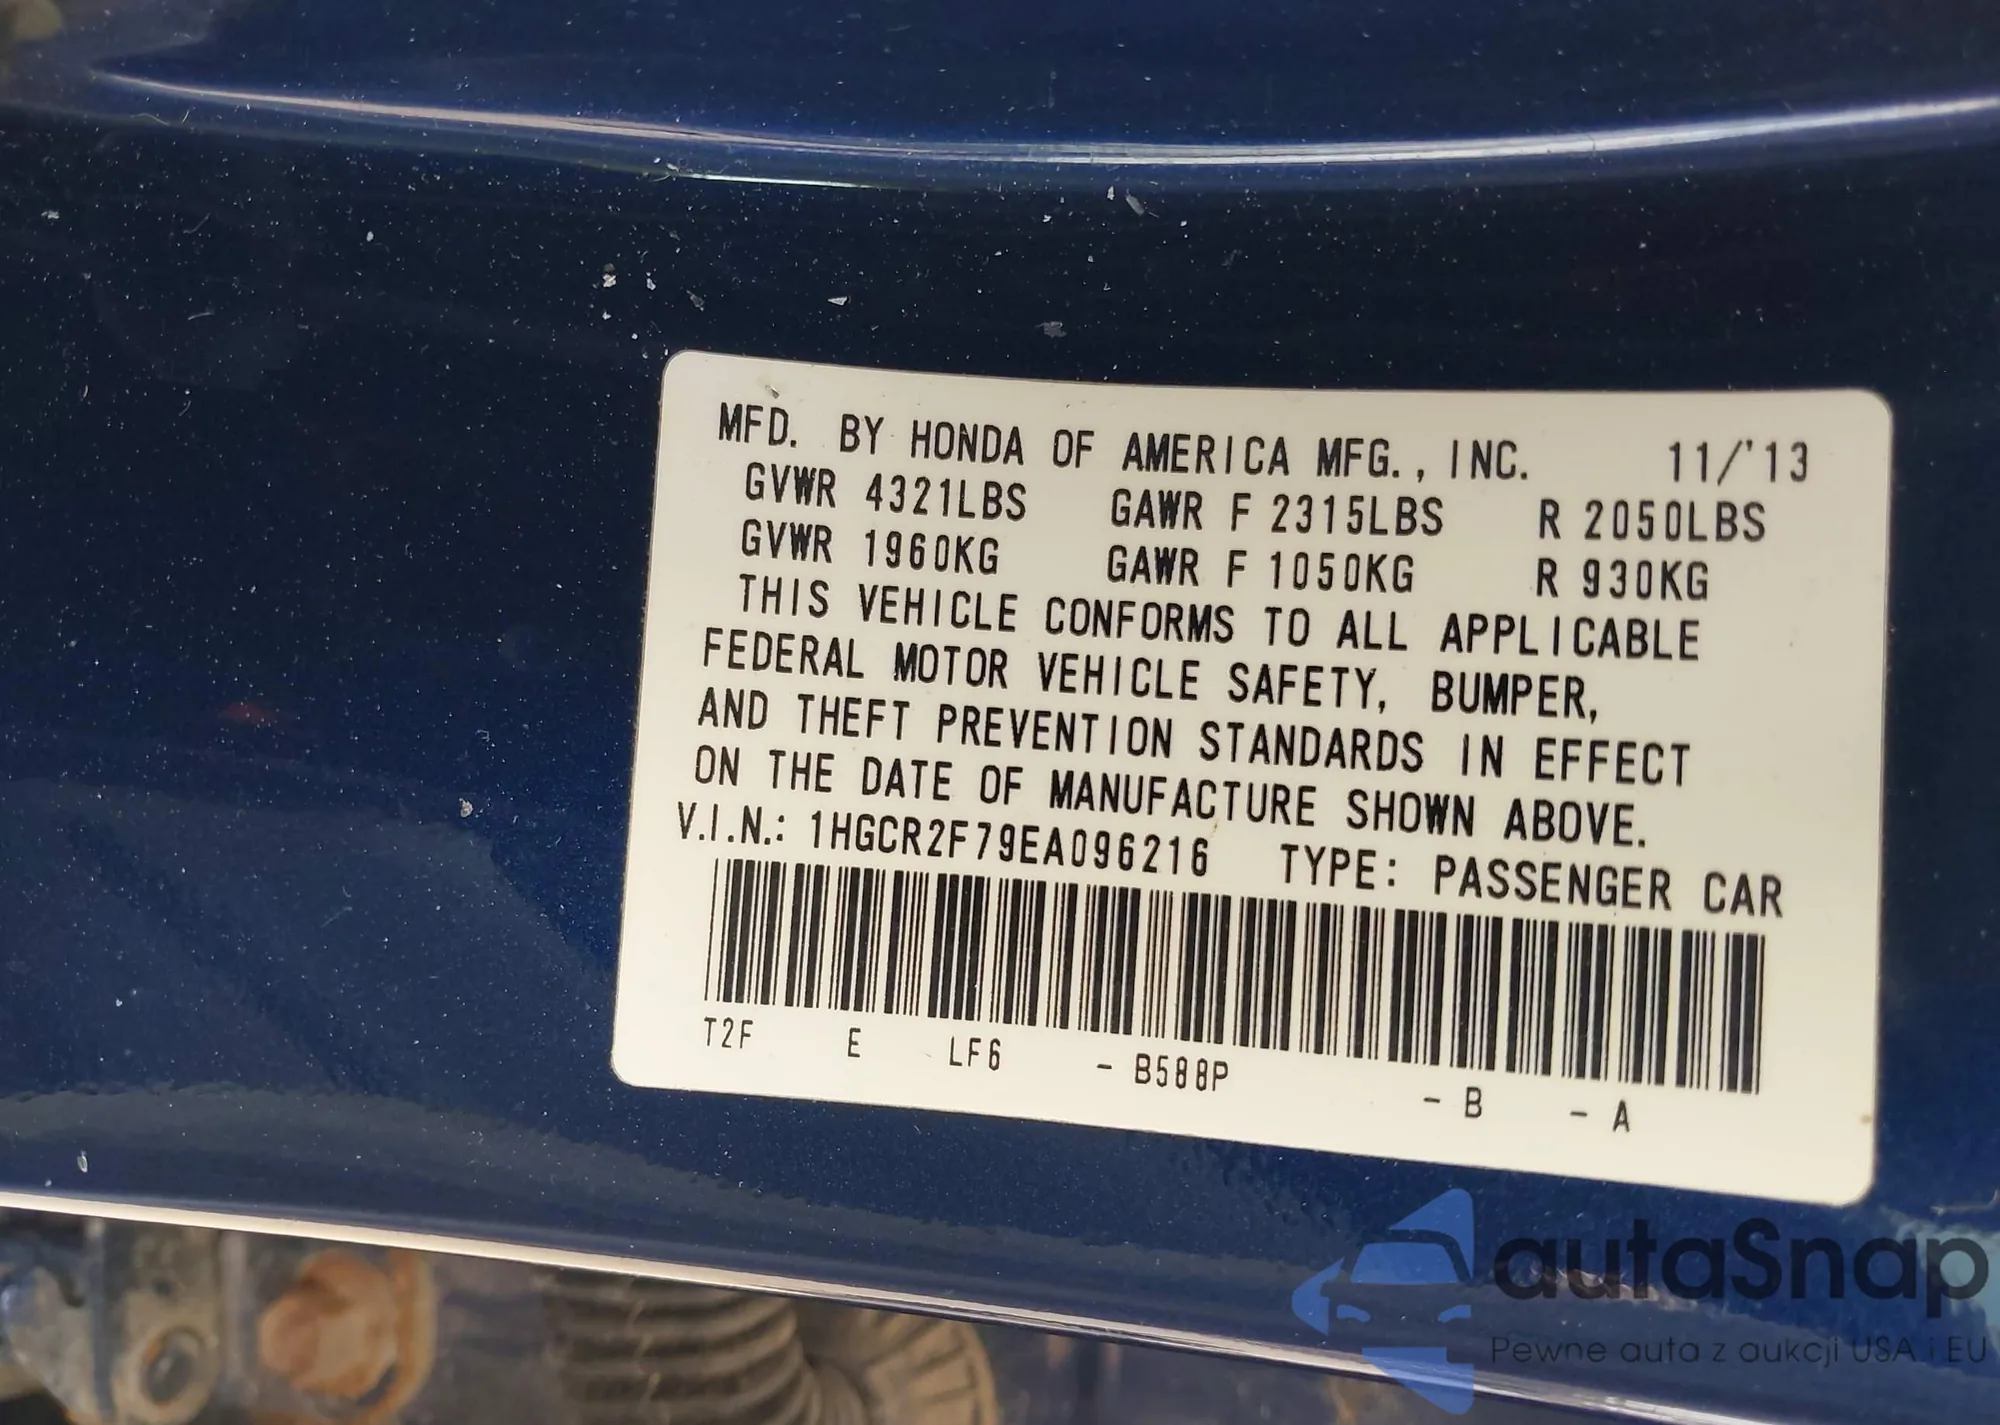 MFD. BY HONDA OF AMERICA MFG., INC. 11/'13
GVWR 4321LBS GAWR F 2315LBS R 2050LBS
GVWR 1960KG GAWR F 1050KG R 930KG
THIS VEHICLE CONFORMS TO ALL APPLICABLE
FEDERAL MOTOR VEHICLE SAFETY, BUMPER,
AND THEFT PREVENTION STANDARDS IN EFFECT
ON THE DATE OF MANUFACTURE SHOWN ABOVE.
V.I.N.: 1HGCR2F79EA096216 TYPE: PASSENGER CAR
T2F E LF6 - B588P - B - A
autaSnap
Pewne auta z aukcji USA i EU